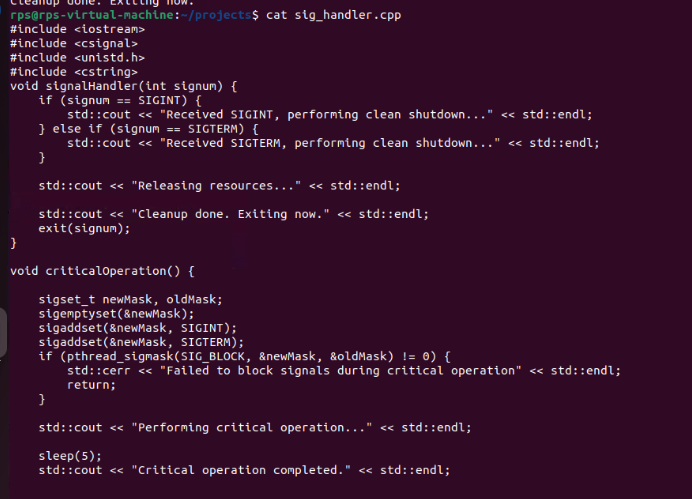 Cleanup done. Exiting now.
rps@rps-virtual-machine:~/projects$ cat sig_handler.cpp
#include <iostream>
#include <csignal>
#include <unistd.h>
#include <cstring>
void signalHandler(int signum) {
    if (signum == SIGINT) {
        std::cout << "Received SIGINT, performing clean shutdown..." << std::endl;
    } else if (signum == SIGTERM) {
        std::cout << "Received SIGTERM, performing clean shutdown..." << std::endl;
    }

    std::cout << "Releasing resources..." << std::endl;

    std::cout << "Cleanup done. Exiting now." << std::endl;
    exit(signum);
}

void criticalOperation() {

    sigset_t newMask, oldMask;
    sigemptyset(&newMask);
    sigaddset(&newMask, SIGINT);
    sigaddset(&newMask, SIGTERM);
    if (pthread_sigmask(SIG_BLOCK, &newMask, &oldMask) != 0) {
        std::cerr << "Failed to block signals during critical operation" << std::endl;
        return;
    }

    std::cout << "Performing critical operation..." << std::endl;

    sleep(5);
    std::cout << "Critical operation completed." << std::endl;